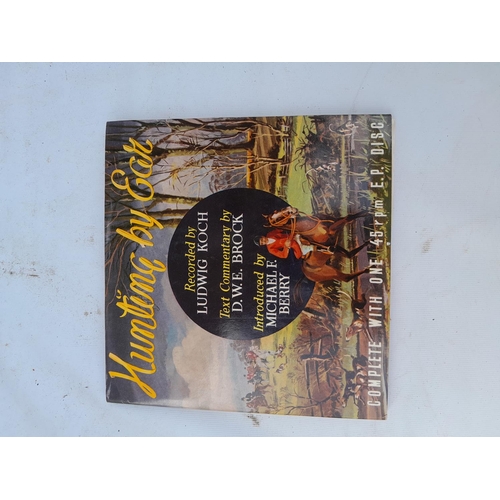 Hunting by Ear
Recorded by
LUDWIG KOCH
Text Commentary by
D. W. E. BROCK
Introduced by
MICHAEL F.
BERRY
COMPLETE WITH ONE 45 r.p.m. E.P. DISC